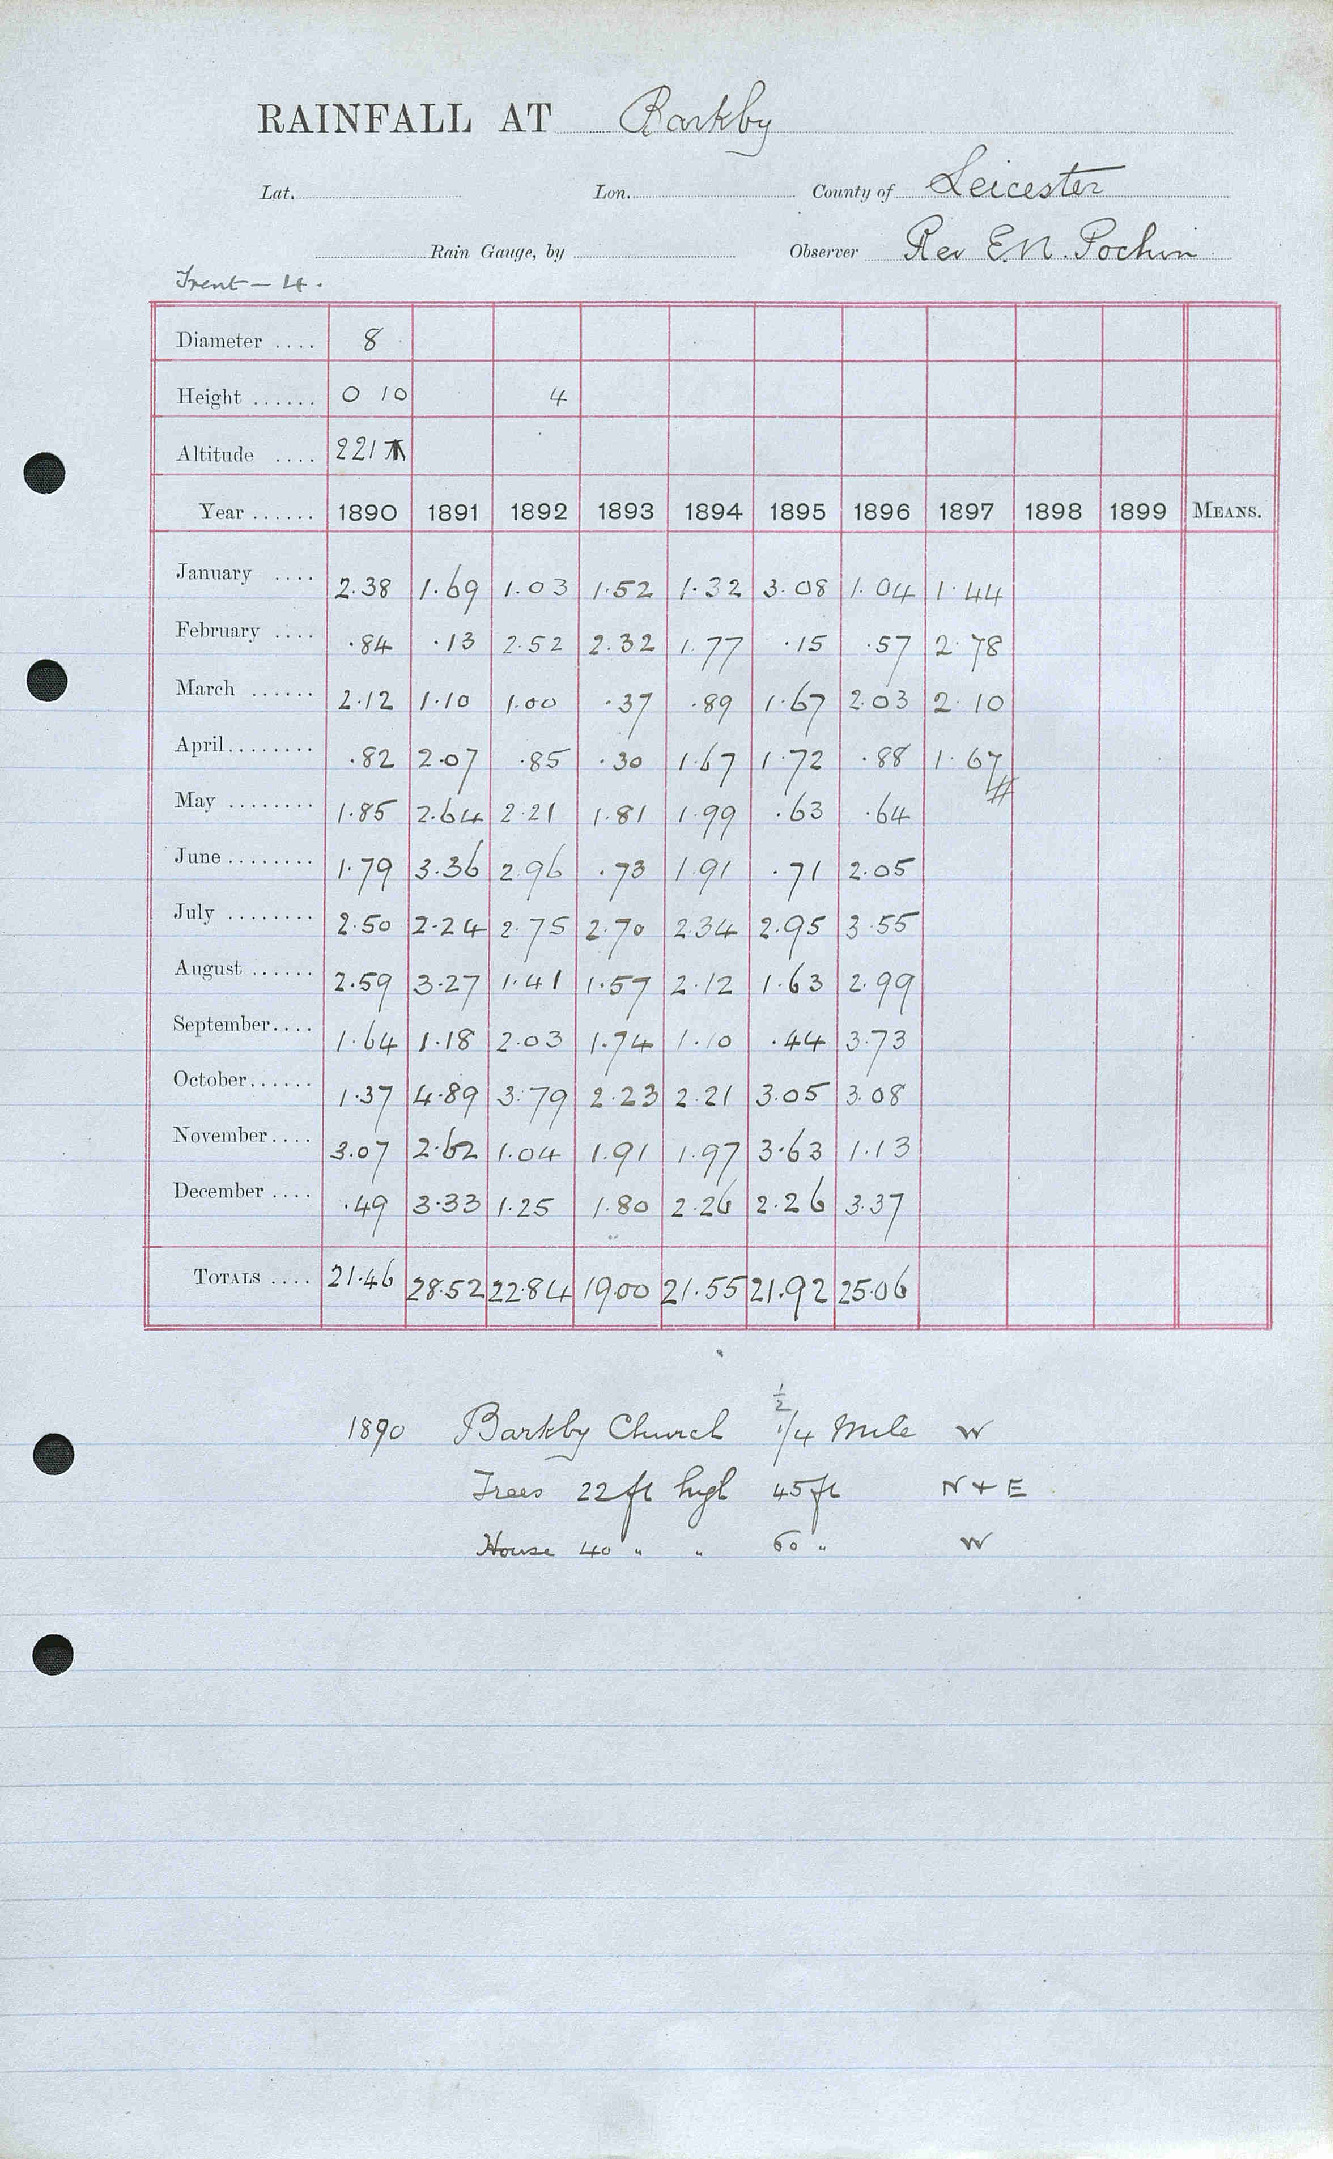 RAINFALL AT Barkby
Lat. Lon. County of Leicester
Rain Gauge, by Observer Rev E.N. Pochin
Trent - 4.
Diameter .... 8
Height ...... 0 10 4
Altitude .... 221
Year ...... 1890 1891 1892 1893 1894 1895 1896 1897 1898 1899 MEANS.
January .... 2.38 1.69 1.03 1.52 1.32 3.08 1.04 1.44
February .... .84 .13 2.52 2.32 1.77 .15 .57 2.78
March ...... 2.12 1.10 1.00 .37 .89 1.67 2.03 2.10
April........ .82 2.07 .85 .30 1.67 1.72 .88 1.67
May ........ 1.85 2.64 2.21 1.81 1.99 .63 .64
June........ 1.79 3.36 2.96 .73 1.91 .71 2.05
July ........ 2.50 2.24 2.75 2.70 2.34 2.95 3.55
August ...... 2.59 3.27 1.41 1.57 2.12 1.63 2.99
September.... 1.64 1.18 2.03 1.74 1.10 .44 3.73
October...... 1.37 4.89 3.79 2.23 2.21 3.05 3.08
November.... 3.07 2.62 1.04 1.91 1.97 3.63 1.13
December .... .49 3.33 1.25 1.80 2.26 2.26 3.37
TOTALS .... 21.46 28.52 22.84 19.00 21.55 21.92 25.06
1/2
1890 Barkby Church 1/4 Mile W
Trees 22 ft high 45 ft N + E
House 40 " " 60 " W